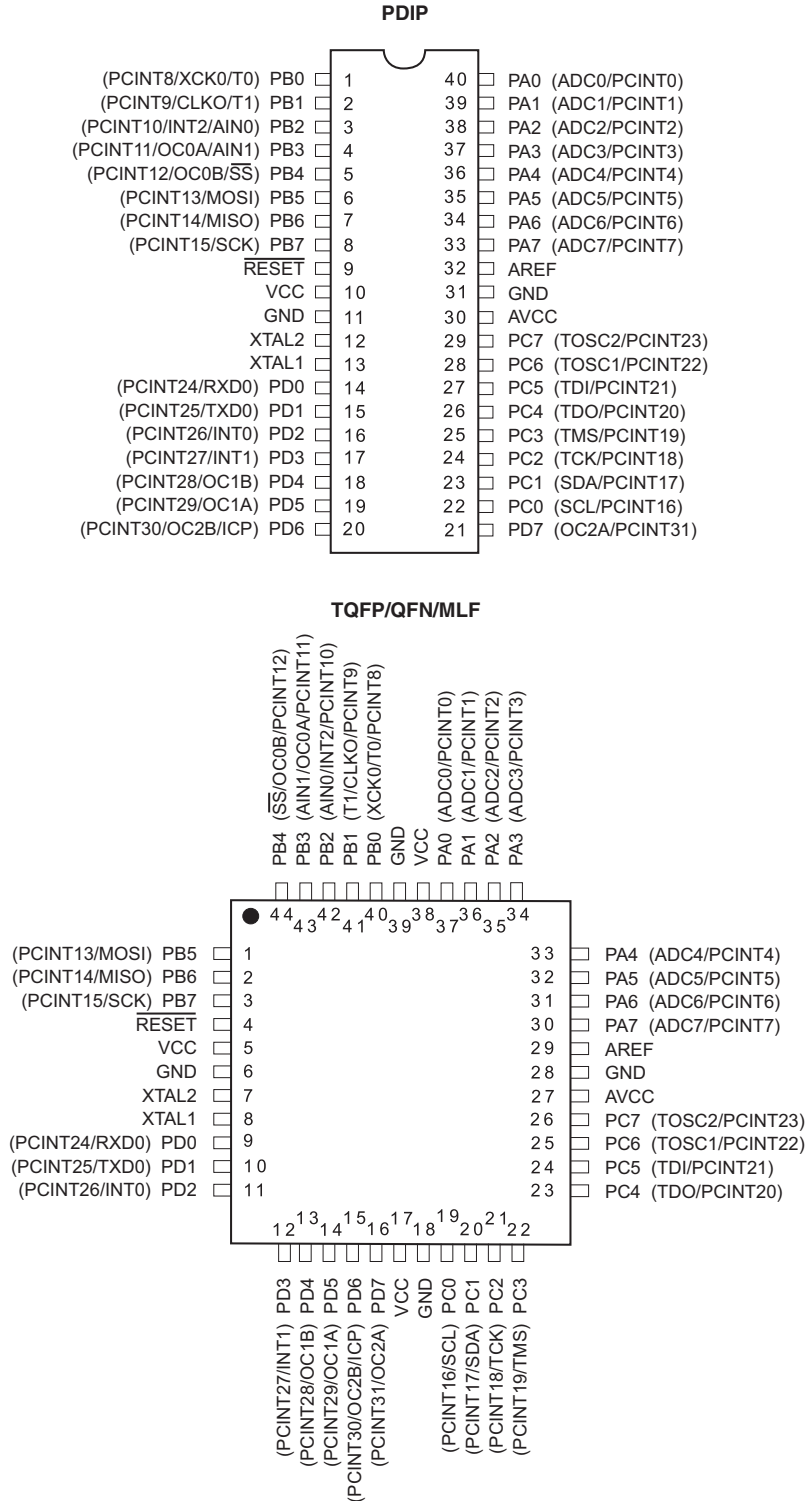 PDIP
(PCINT8/XCK0/T0) PB0 1 40 PA0 (ADC0/PCINT0)
(PCINT9/CLKO/T1) PB1 2 39 PA1 (ADC1/PCINT1)
(PCINT10/INT2/AIN0) PB2 3 38 PA2 (ADC2/PCINT2)
(PCINT11/OC0A/AIN1) PB3 4 37 PA3 (ADC3/PCINT3)
(PCINT12/OC0B/SS) PB4 5 36 PA4 (ADC4/PCINT4)
(PCINT13/MOSI) PB5 6 35 PA5 (ADC5/PCINT5)
(PCINT14/MISO) PB6 7 34 PA6 (ADC6/PCINT6)
(PCINT15/SCK) PB7 8 33 PA7 (ADC7/PCINT7)
RESET 9 32 AREF
VCC 10 31 GND
GND 11 30 AVCC
XTAL2 12 29 PC7 (TOSC2/PCINT23)
XTAL1 13 28 PC6 (TOSC1/PCINT22)
(PCINT24/RXD0) PD0 14 27 PC5 (TDI/PCINT21)
(PCINT25/TXD0) PD1 15 26 PC4 (TDO/PCINT20)
(PCINT26/INT0) PD2 16 25 PC3 (TMS/PCINT19)
(PCINT27/INT1) PD3 17 24 PC2 (TCK/PCINT18)
(PCINT28/OC1B) PD4 18 23 PC1 (SDA/PCINT17)
(PCINT29/OC1A) PD5 19 22 PC0 (SCL/PCINT16)
(PCINT30/OC2B/ICP) PD6 20 21 PD7 (OC2A/PCINT31)
TQFP/QFN/MLF
PB4 (SS/OC0B/PCINT12)
PB3 (AIN1/OC0A/PCINT11)
PB2 (AIN0/INT2/PCINT10)
PB1 (T1/CLKO/PCINT9)
PB0 (XCK0/T0/PCINT8)
GND
VCC
PA0 (ADC0/PCINT0)
PA1 (ADC1/PCINT1)
PA2 (ADC2/PCINT2)
PA3 (ADC3/PCINT3)
44 43 42 41 40 39 38 37 36 35 34
(PCINT13/MOSI) PB5 1 33 PA4 (ADC4/PCINT4)
(PCINT14/MISO) PB6 2 32 PA5 (ADC5/PCINT5)
(PCINT15/SCK) PB7 3 31 PA6 (ADC6/PCINT6)
RESET 4 30 PA7 (ADC7/PCINT7)
VCC 5 29 AREF
GND 6 28 GND
XTAL2 7 27 AVCC
XTAL1 8 26 PC7 (TOSC2/PCINT23)
(PCINT24/RXD0) PD0 9 25 PC6 (TOSC1/PCINT22)
(PCINT25/TXD0) PD1 10 24 PC5 (TDI/PCINT21)
(PCINT26/INT0) PD2 11 23 PC4 (TDO/PCINT20)
12 13 14 15 16 17 18 19 20 21 22
(PCINT27/INT1) PD3
(PCINT28/OC1B) PD4
(PCINT29/OC1A) PD5
(PCINT30/OC2B/ICP) PD6
(PCINT31/OC2A) PD7
VCC
GND
(PCINT16/SCL) PC0
(PCINT17/SDA) PC1
(PCINT18/TCK) PC2
(PCINT19/TMS) PC3